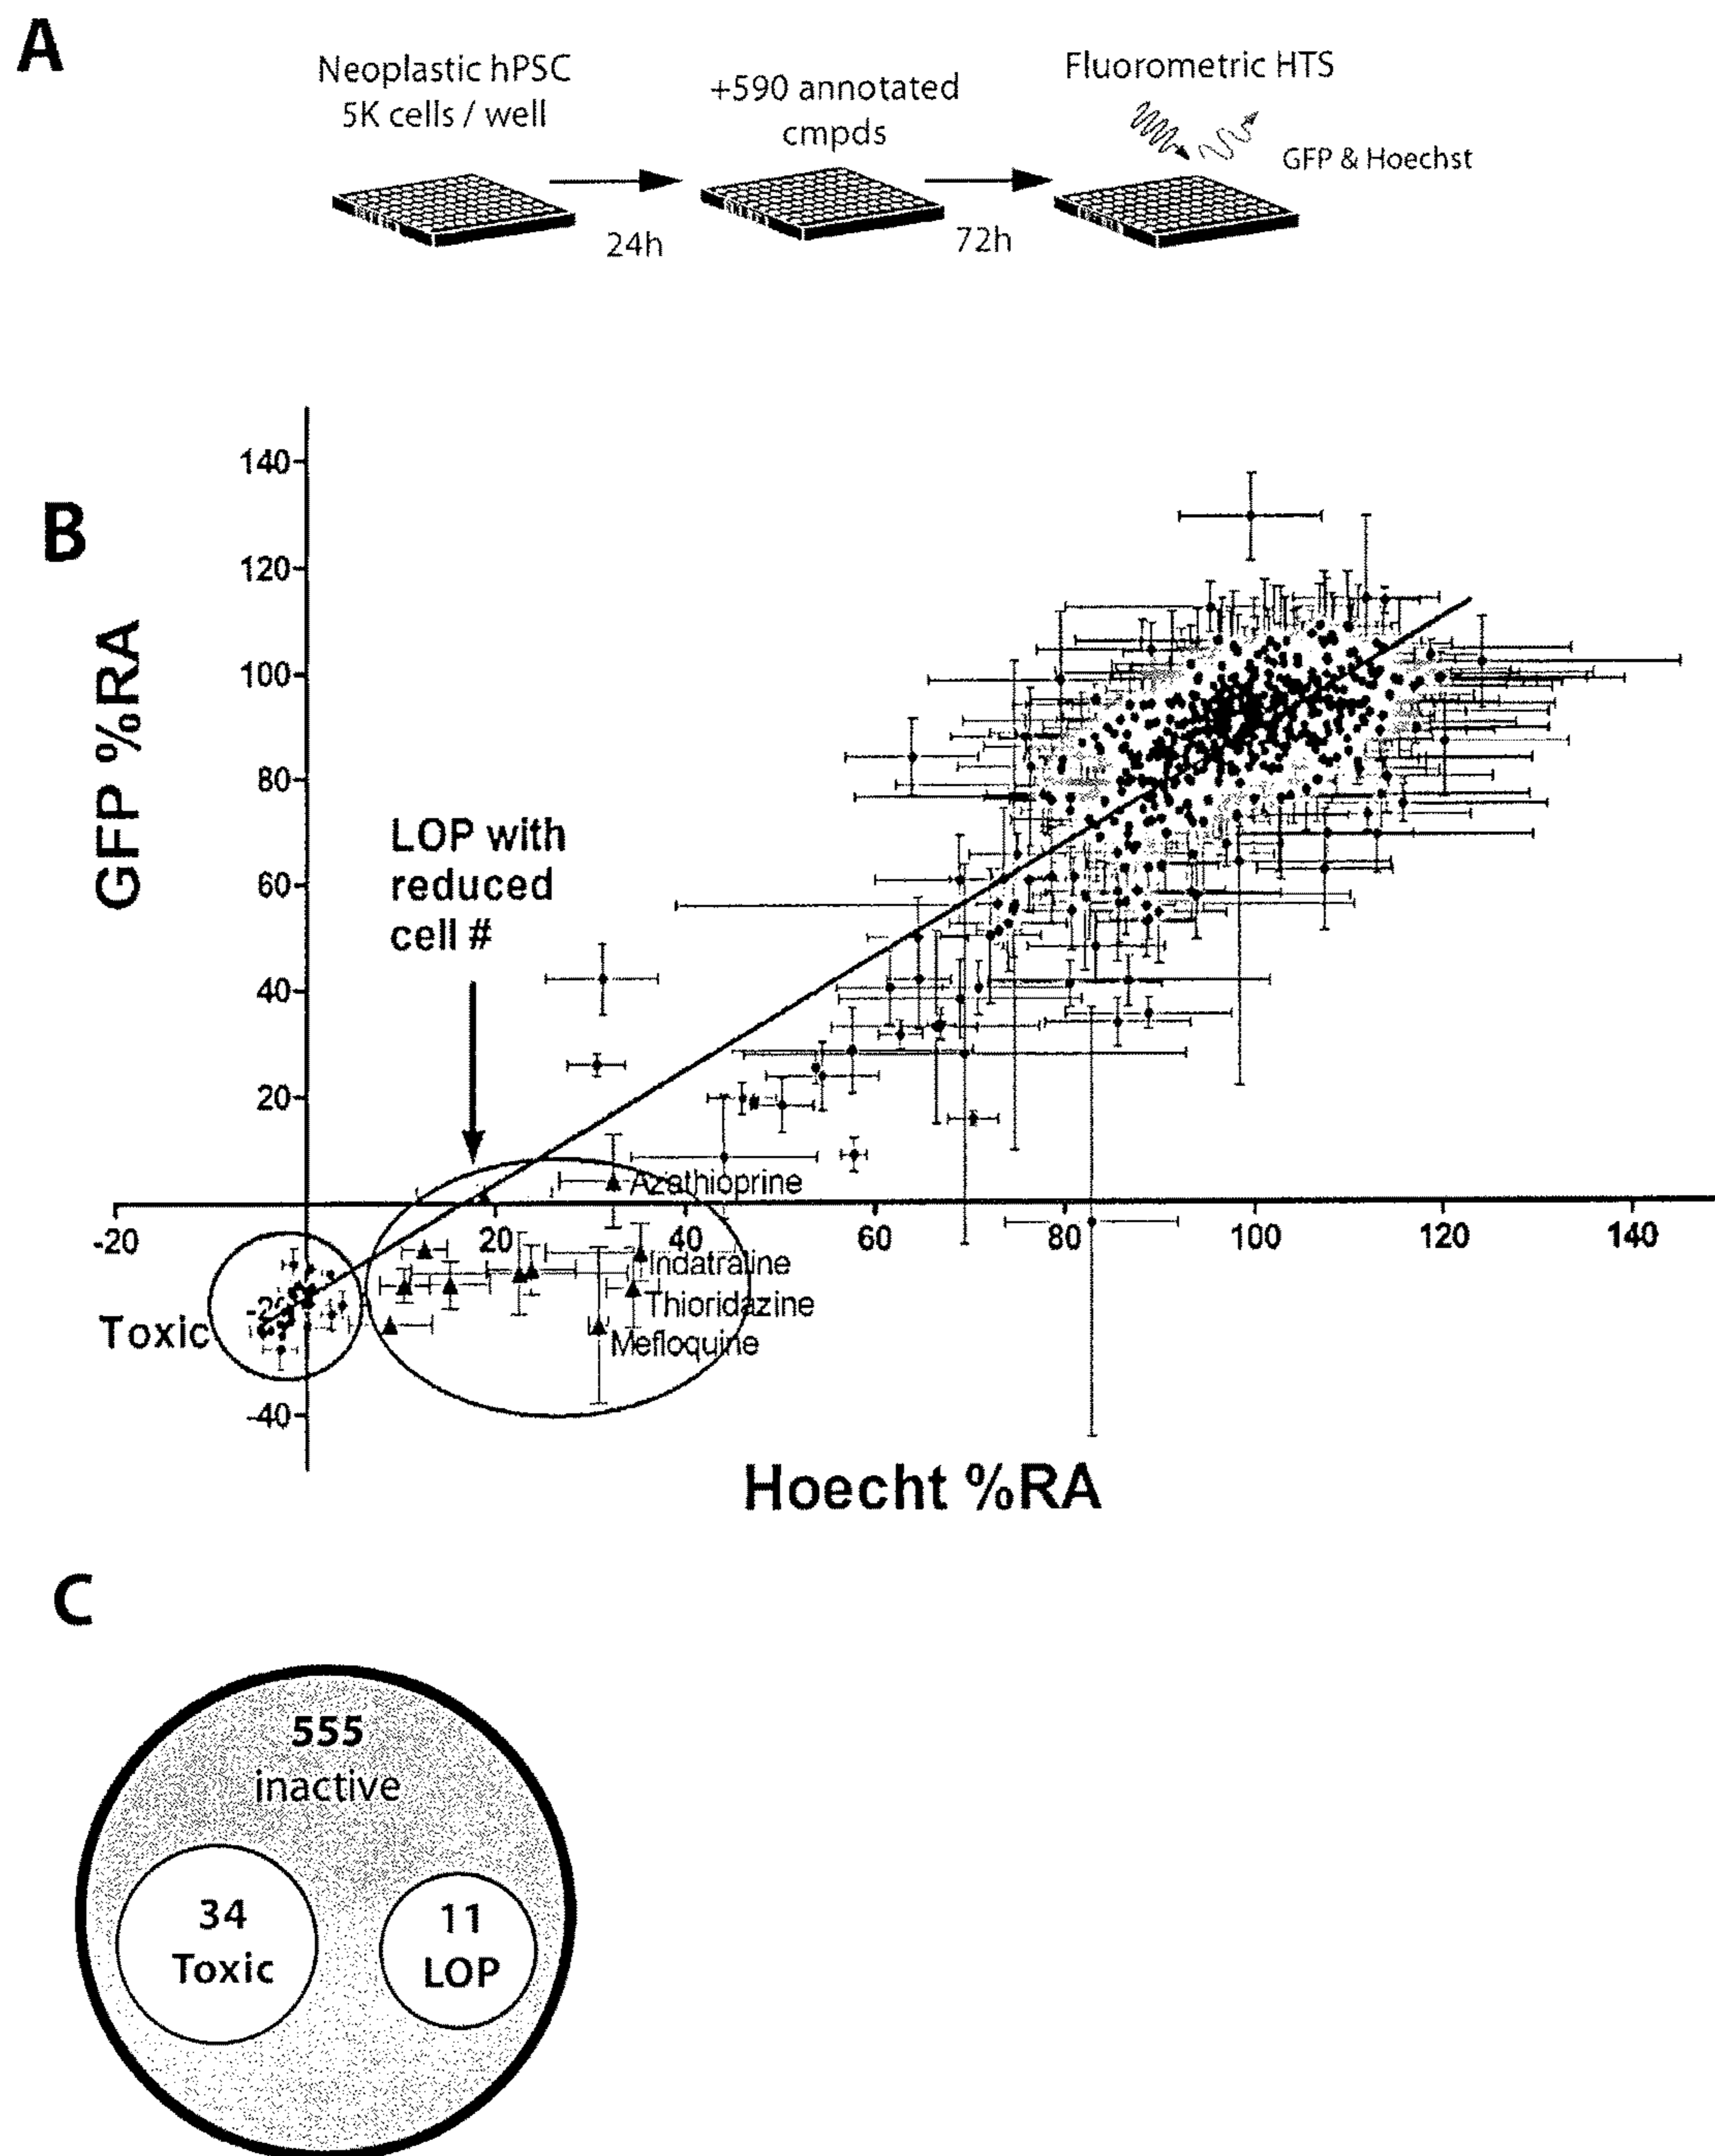 A
Neoplastic hPSC
5K cells / well
+590 annotated
cmpds
Fluorometric HTS
GFP & Hoechst
24h
72h
B
GFP %RA
140
120
100
80
60
40
20
-20
-40
LOP with
reduced
cell #
Azathioprine
-20
20
40
60
80
100
120
140
Indatraline
Thioridazine
Mefloquine
Toxic
Hoecht %RA
C
555
inactive
34
Toxic
11
LOP